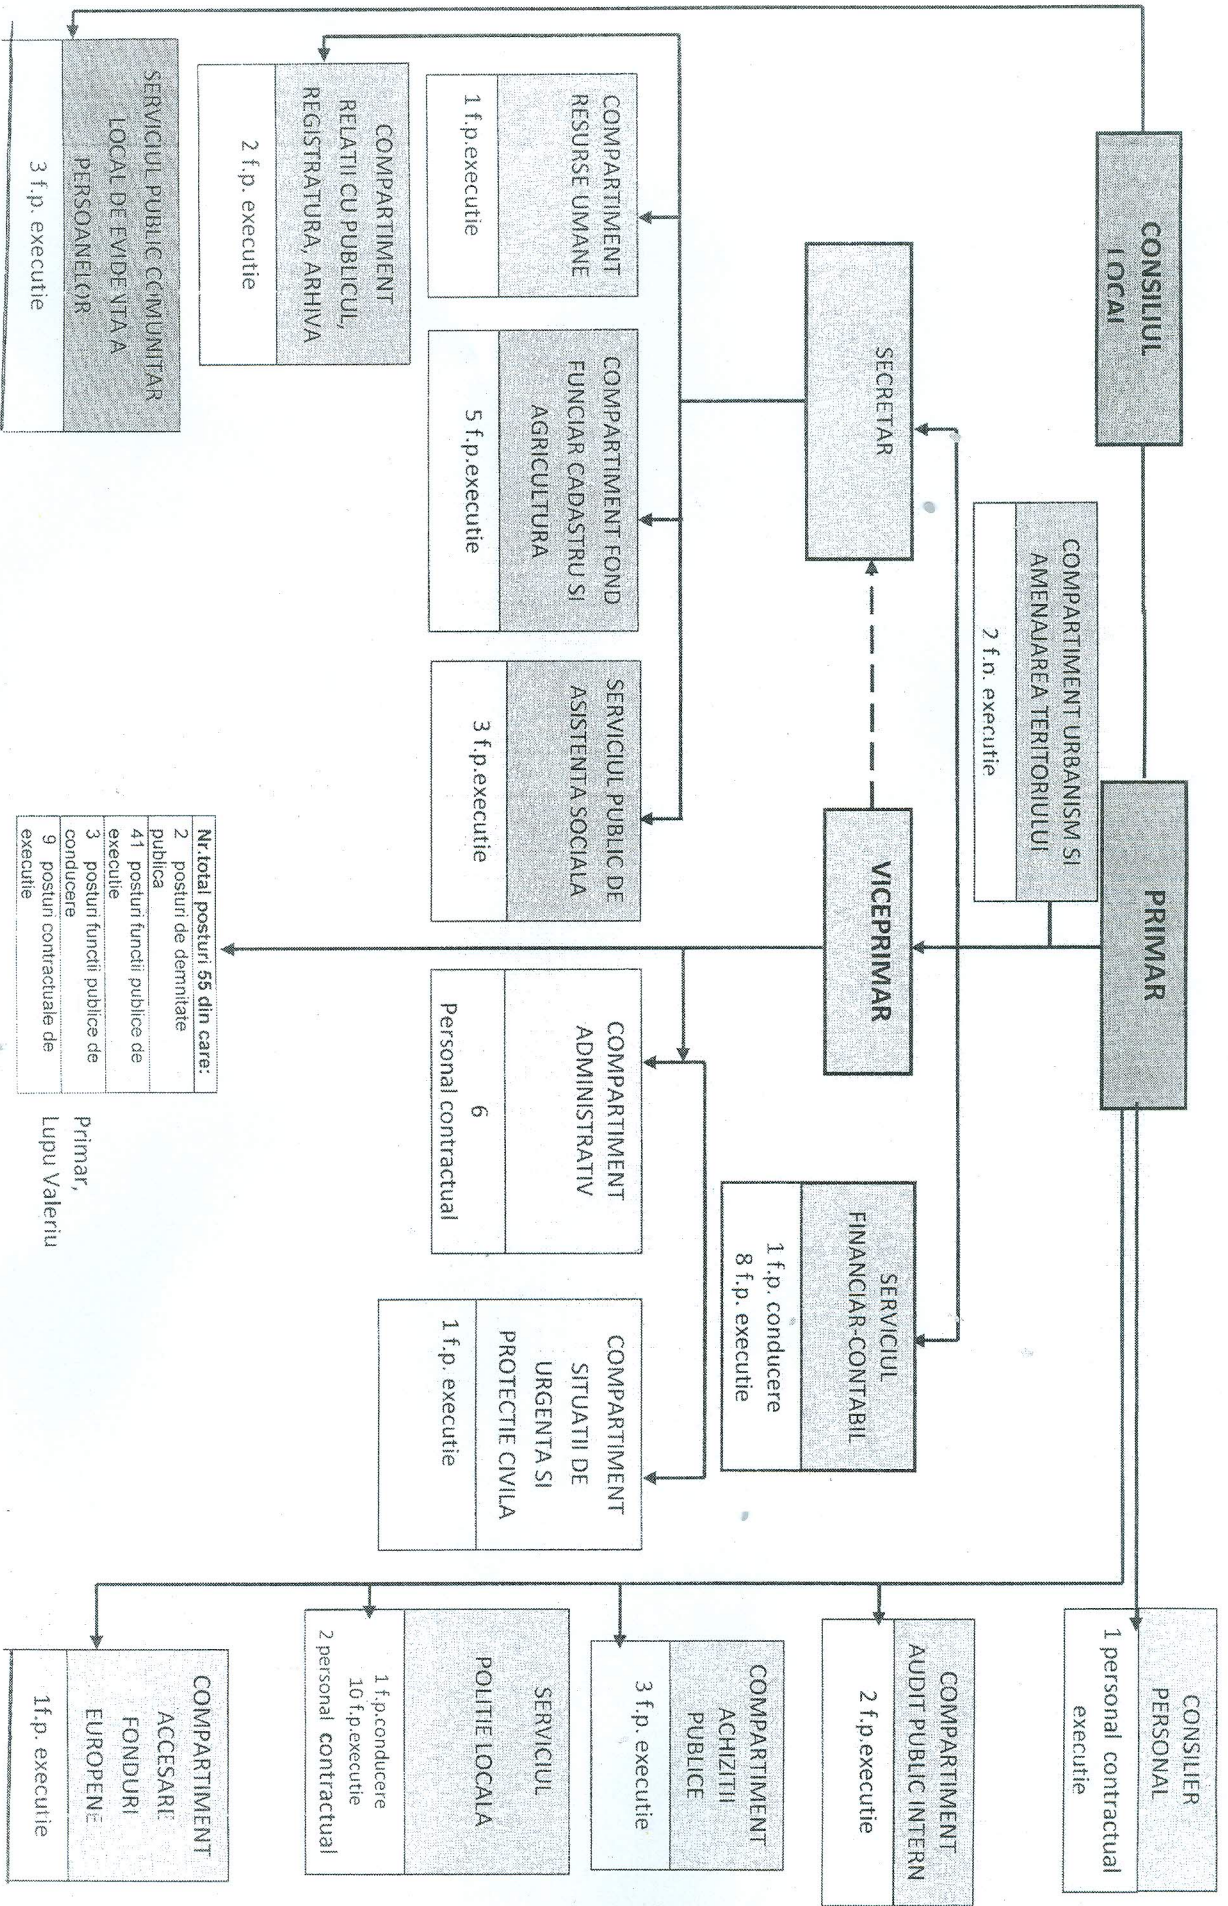 CONSILIUL
LOCAL
PRIMAR
COMPARTIMENT URBANISM SI
AMENAJAREA TERITORIULUI
2 f.p. executie
CONSILIER
PERSONAL
1 personal contractual
executie
SECRETAR
VICEPRIMAR
SERVICIUL
FINANCIAR-CONTABIL
1 f.p. conducere
8 f.p. executie
COMPARTIMENT
AUDIT PUBLIC INTERN
2 f.p.executie
COMPARTIMENT
RESURSE UMANE
1 f.p.executie
COMPARTIMENT FOND
FUNCIAR CADASTRU SI
AGRICULTURA
5 f.p.executie
SERVICIUL PUBLIC DE
ASISTENTA SOCIALA
3 f.p.executie
COMPARTIMENT
ADMINISTRATIV
6
Personal contractual
COMPARTIMENT
SITUATII DE
URGENTA SI
PROTECTIE CIVILA
1 f.p. executie
COMPARTIMENT
ACHIZITII
PUBLICE
3 f.p. executie
COMPARTIMENT
RELATII CU PUBLICUL,
REGISTRATURA, ARHIVA
2 f.p. executie
SERVICIUL
POLITIE LOCALA
1 f.p.conducere
10 f.p.executie
2 personal contractual
SERVICIUL PUBLIC COMUNITAR
LOCAL DE EVIDENTA A
PERSOANELOR
3 f.p. executie
Nr.total posturi 55 din care:
2 posturi de demnitate
publica
41 posturi functii publice de
executie
3 posturi functii publice de
conducere
9 posturi contractuale de
executie
Primar,
Lupu Valeriu
COMPARTIMENT
ACCESARE
FONDURI
EUROPENE
1f.p. executie